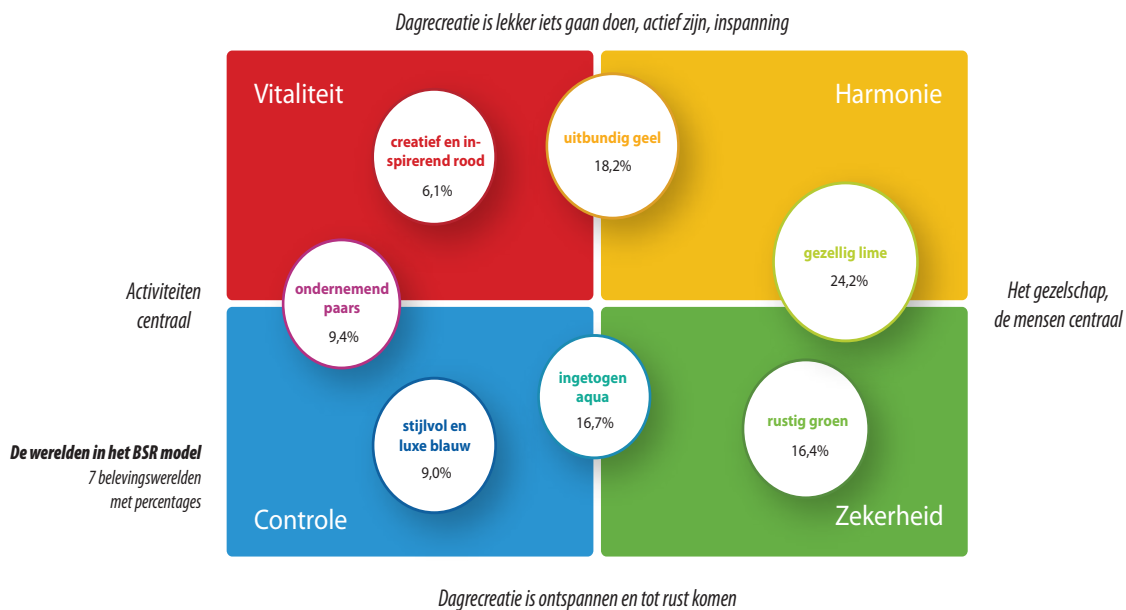 Dagrecreatie is lekker iets gaan doen, actief zijn, inspanning
Vitaliteit
Harmonie
creatief en in-
spirerend rood
6,1%
uitbundig geel
18,2%
gezellig lime
24,2%
ondernemend
paars
9,4%
Activiteiten
centraal
Het gezelschap,
de mensen centraal
ingetogen
aqua
16,7%
stijlvol en
luxe blauw
9,0%
rustig groen
16,4%
De werelden in het BSR model
7 belevingswerelden
met percentages
Controle
Zekerheid
Dagrecreatie is ontspannen en tot rust komen